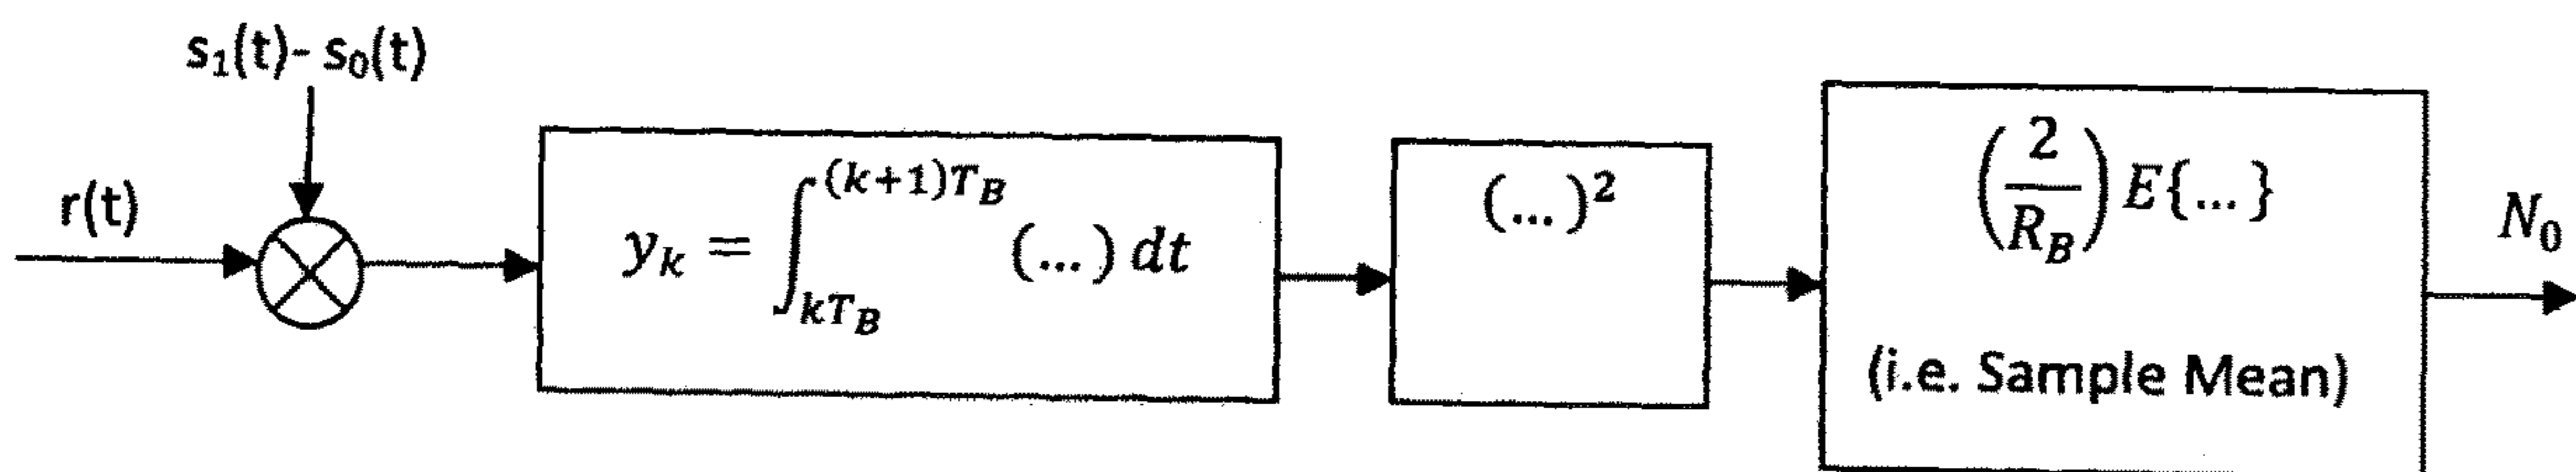 s₁(t)- s₀(t)
r(t)
y_k = ∫_{kT_B}^{(k+1)T_B} (...) dt
(...)²
(2/R_B) E{...}
(i.e. Sample Mean)
N₀